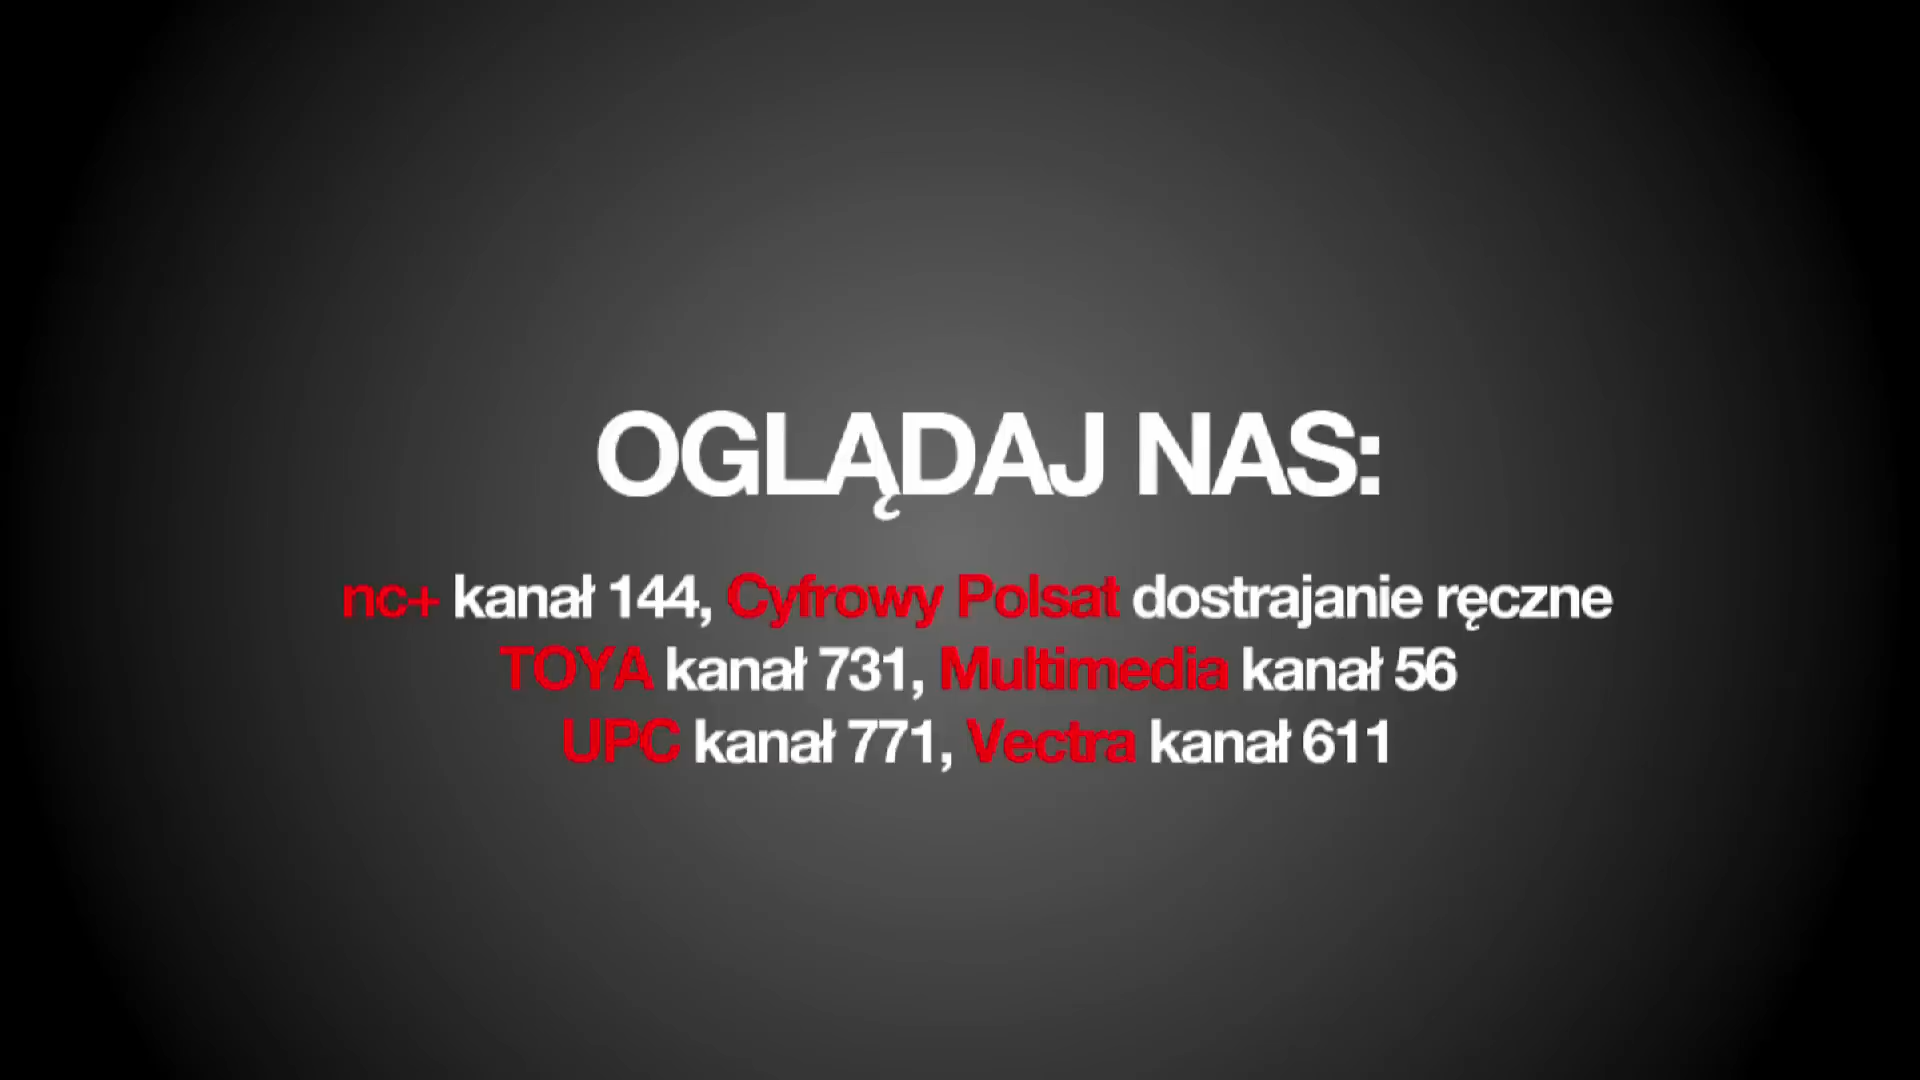 OGLĄDAJ NAS:
nc+ kanał 144, Cyfrowy Polsat dostrajanie ręczne
TOYA kanał 731, Multimedia kanał 56
UPC kanał 771, Vectra kanał 611